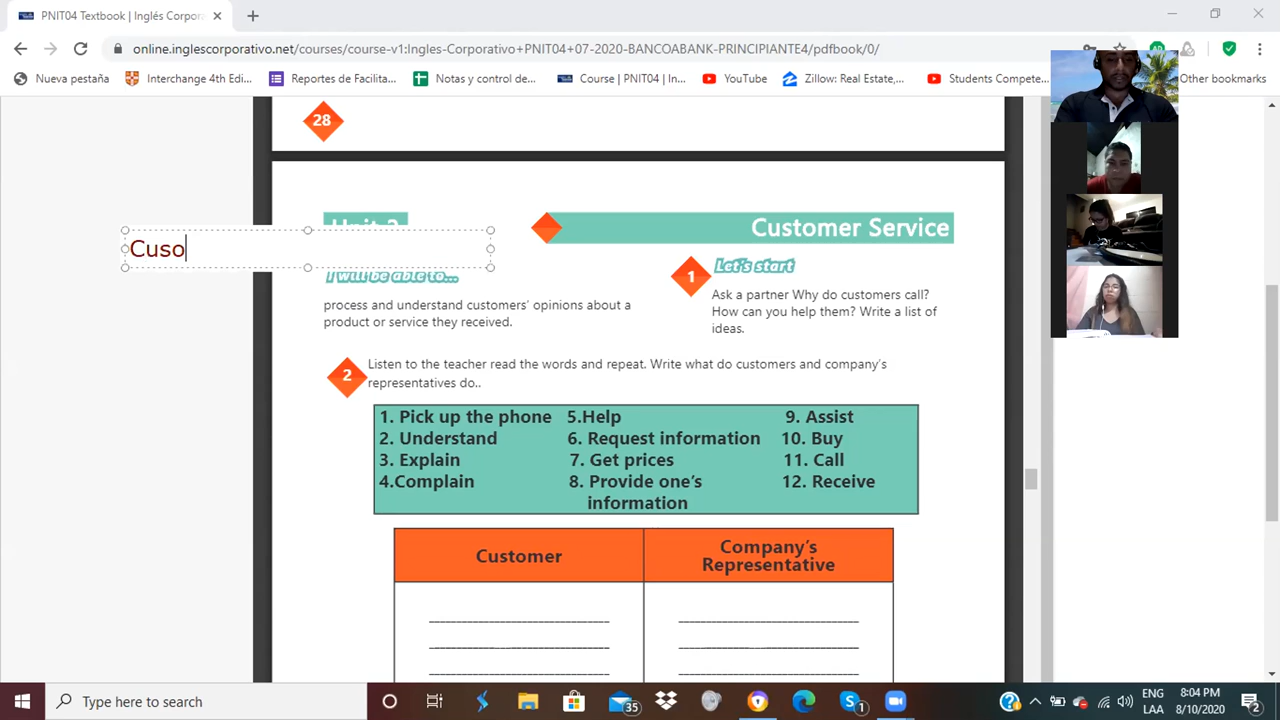 PNIT04 Textbook | Inglés Corpor
online.inglescorporativo.net/courses/course-v1:Ingles-Corporativo+PNIT04+07-2020-BANCOABANK-PRINCIPIANTE4/pdfbook/0/
Nueva pestaña
Interchange 4th Edi...
Reportes de Facilita...
Notas y control de...
Course | PNIT04 | In...
YouTube
Zillow: Real Estate,...
Students Compete...
Other bookmarks
28
Unit 2
Customer Service
Cuso
I will be able to...
process and understand customers' opinions about a
product or service they received.
1
Let's start
Ask a partner Why do customers call?
How can you help them? Write a list of
ideas.
2
Listen to the teacher read the words and repeat. Write what do customers and company's
representatives do..
1. Pick up the phone 5.Help 9. Assist
2. Understand 6. Request information 10. Buy
3. Explain 7. Get prices 11. Call
4.Complain 8. Provide one's 12. Receive
information
Customer
Company's
Representative
Type here to search
35
1
ENG
LAA
8:04 PM
8/10/2020
2